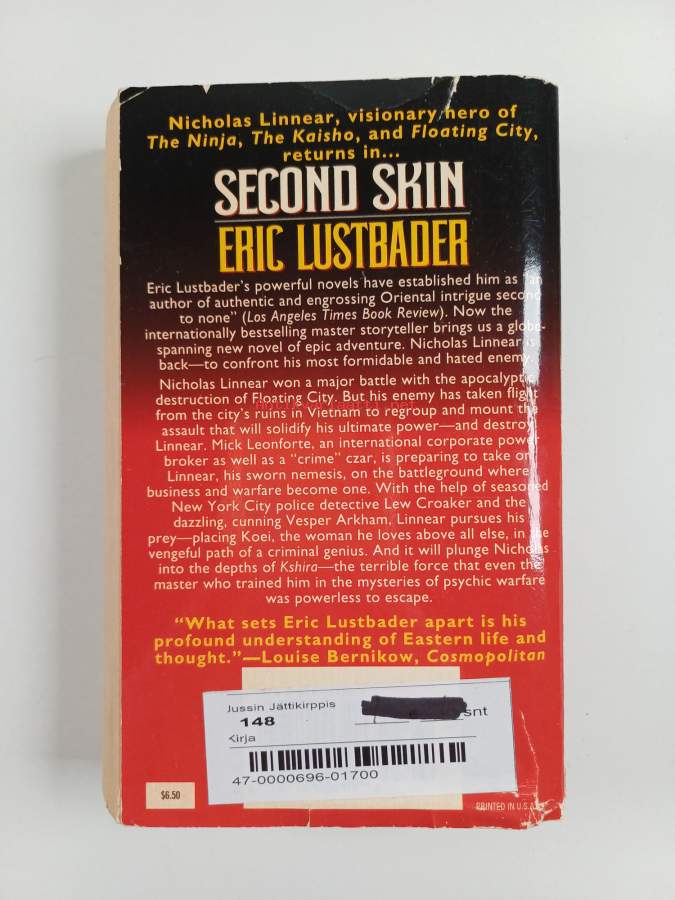 Nicholas Linnear, visionary hero of
The Ninja, The Kaisho, and Floating City,
returns in...
SECOND SKIN
ERIC LUSTBADER
Eric Lustbader's powerful novels have established him as "an
author of authentic and engrossing Oriental intrigue second
to none" (Los Angeles Times Book Review). Now the
internationally bestselling master storyteller brings us a globe-
spanning new novel of epic adventure. Nicholas Linnear is
back—to confront his most formidable and hated enemy
Nicholas Linnear won a major battle with the apocalyptic
destruction of Floating City. But his enemy has taken flight
from the city's ruins in Vietnam to regroup and mount the
assault that will solidify his ultimate power—and destroy
Linnear. Mick Leonforte, an international corporate power
broker as well as a "crime" czar, is preparing to take on
Linnear, his sworn nemesis, on the battleground where
business and warfare become one. With the help of seasoned
New York City police detective Lew Croaker and the
dazzling, cunning Vesper Arkham, Linnear pursues his
prey—placing Koei, the woman he loves above all else, in the
vengeful path of a criminal genius. And it will plunge Nicholas
into the depths of Kshira—the terrible force that even the
master who trained him in the mysteries of psychic warfare
was powerless to escape.
"What sets Eric Lustbader apart is his
profound understanding of Eastern life and
thought."—Louise Bernikow, Cosmopolitan
Jussin Jättikirppis
148
Kirja
47-0000696-01700
$6.50
PRINTED IN U.S.A.